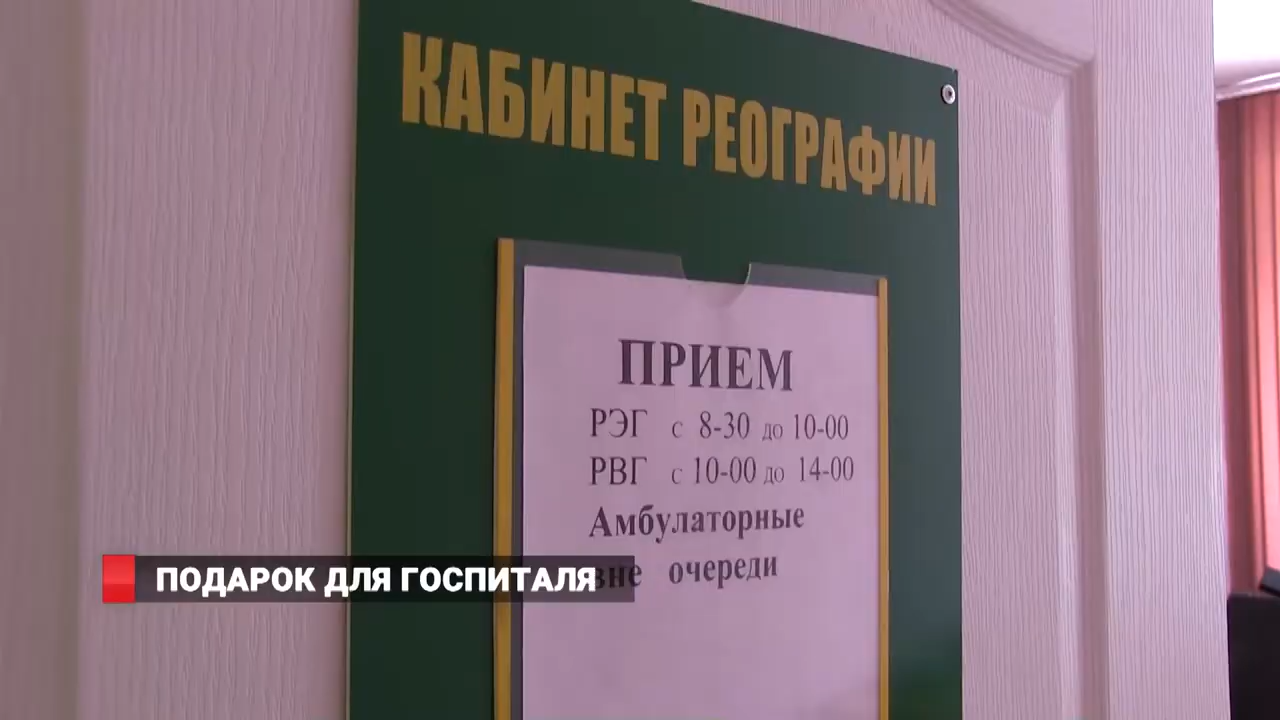 КАБИНЕТ РЕОГРАФИИ
ПРИЕМ
РЭГ с 8-30 до 10-00
РВГ с 10-00 до 14-00
Амбулаторные
вне очереди
ПОДАРОК ДЛЯ ГОСПИТАЛЯ